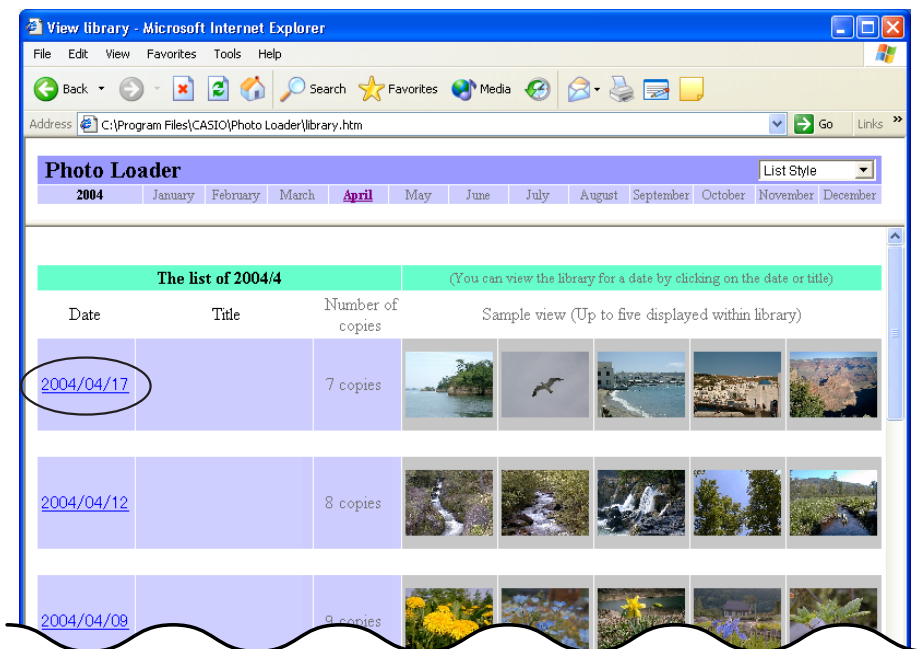 View library - Microsoft Internet Explorer
File Edit View Favorites Tools Help
Back Search Favorites Media
Address C:\Program Files\CASIO\Photo Loader\library.htm Go Links »
Photo Loader List Style
2004 January February March April May June July August September October November December
The list of 2004/4 (You can view the library for a date by clicking on the date or title)
Date Title Number of copies Sample view (Up to five displayed within library)
2004/04/17 7 copies
2004/04/12 8 copies
2004/04/09 9 copies